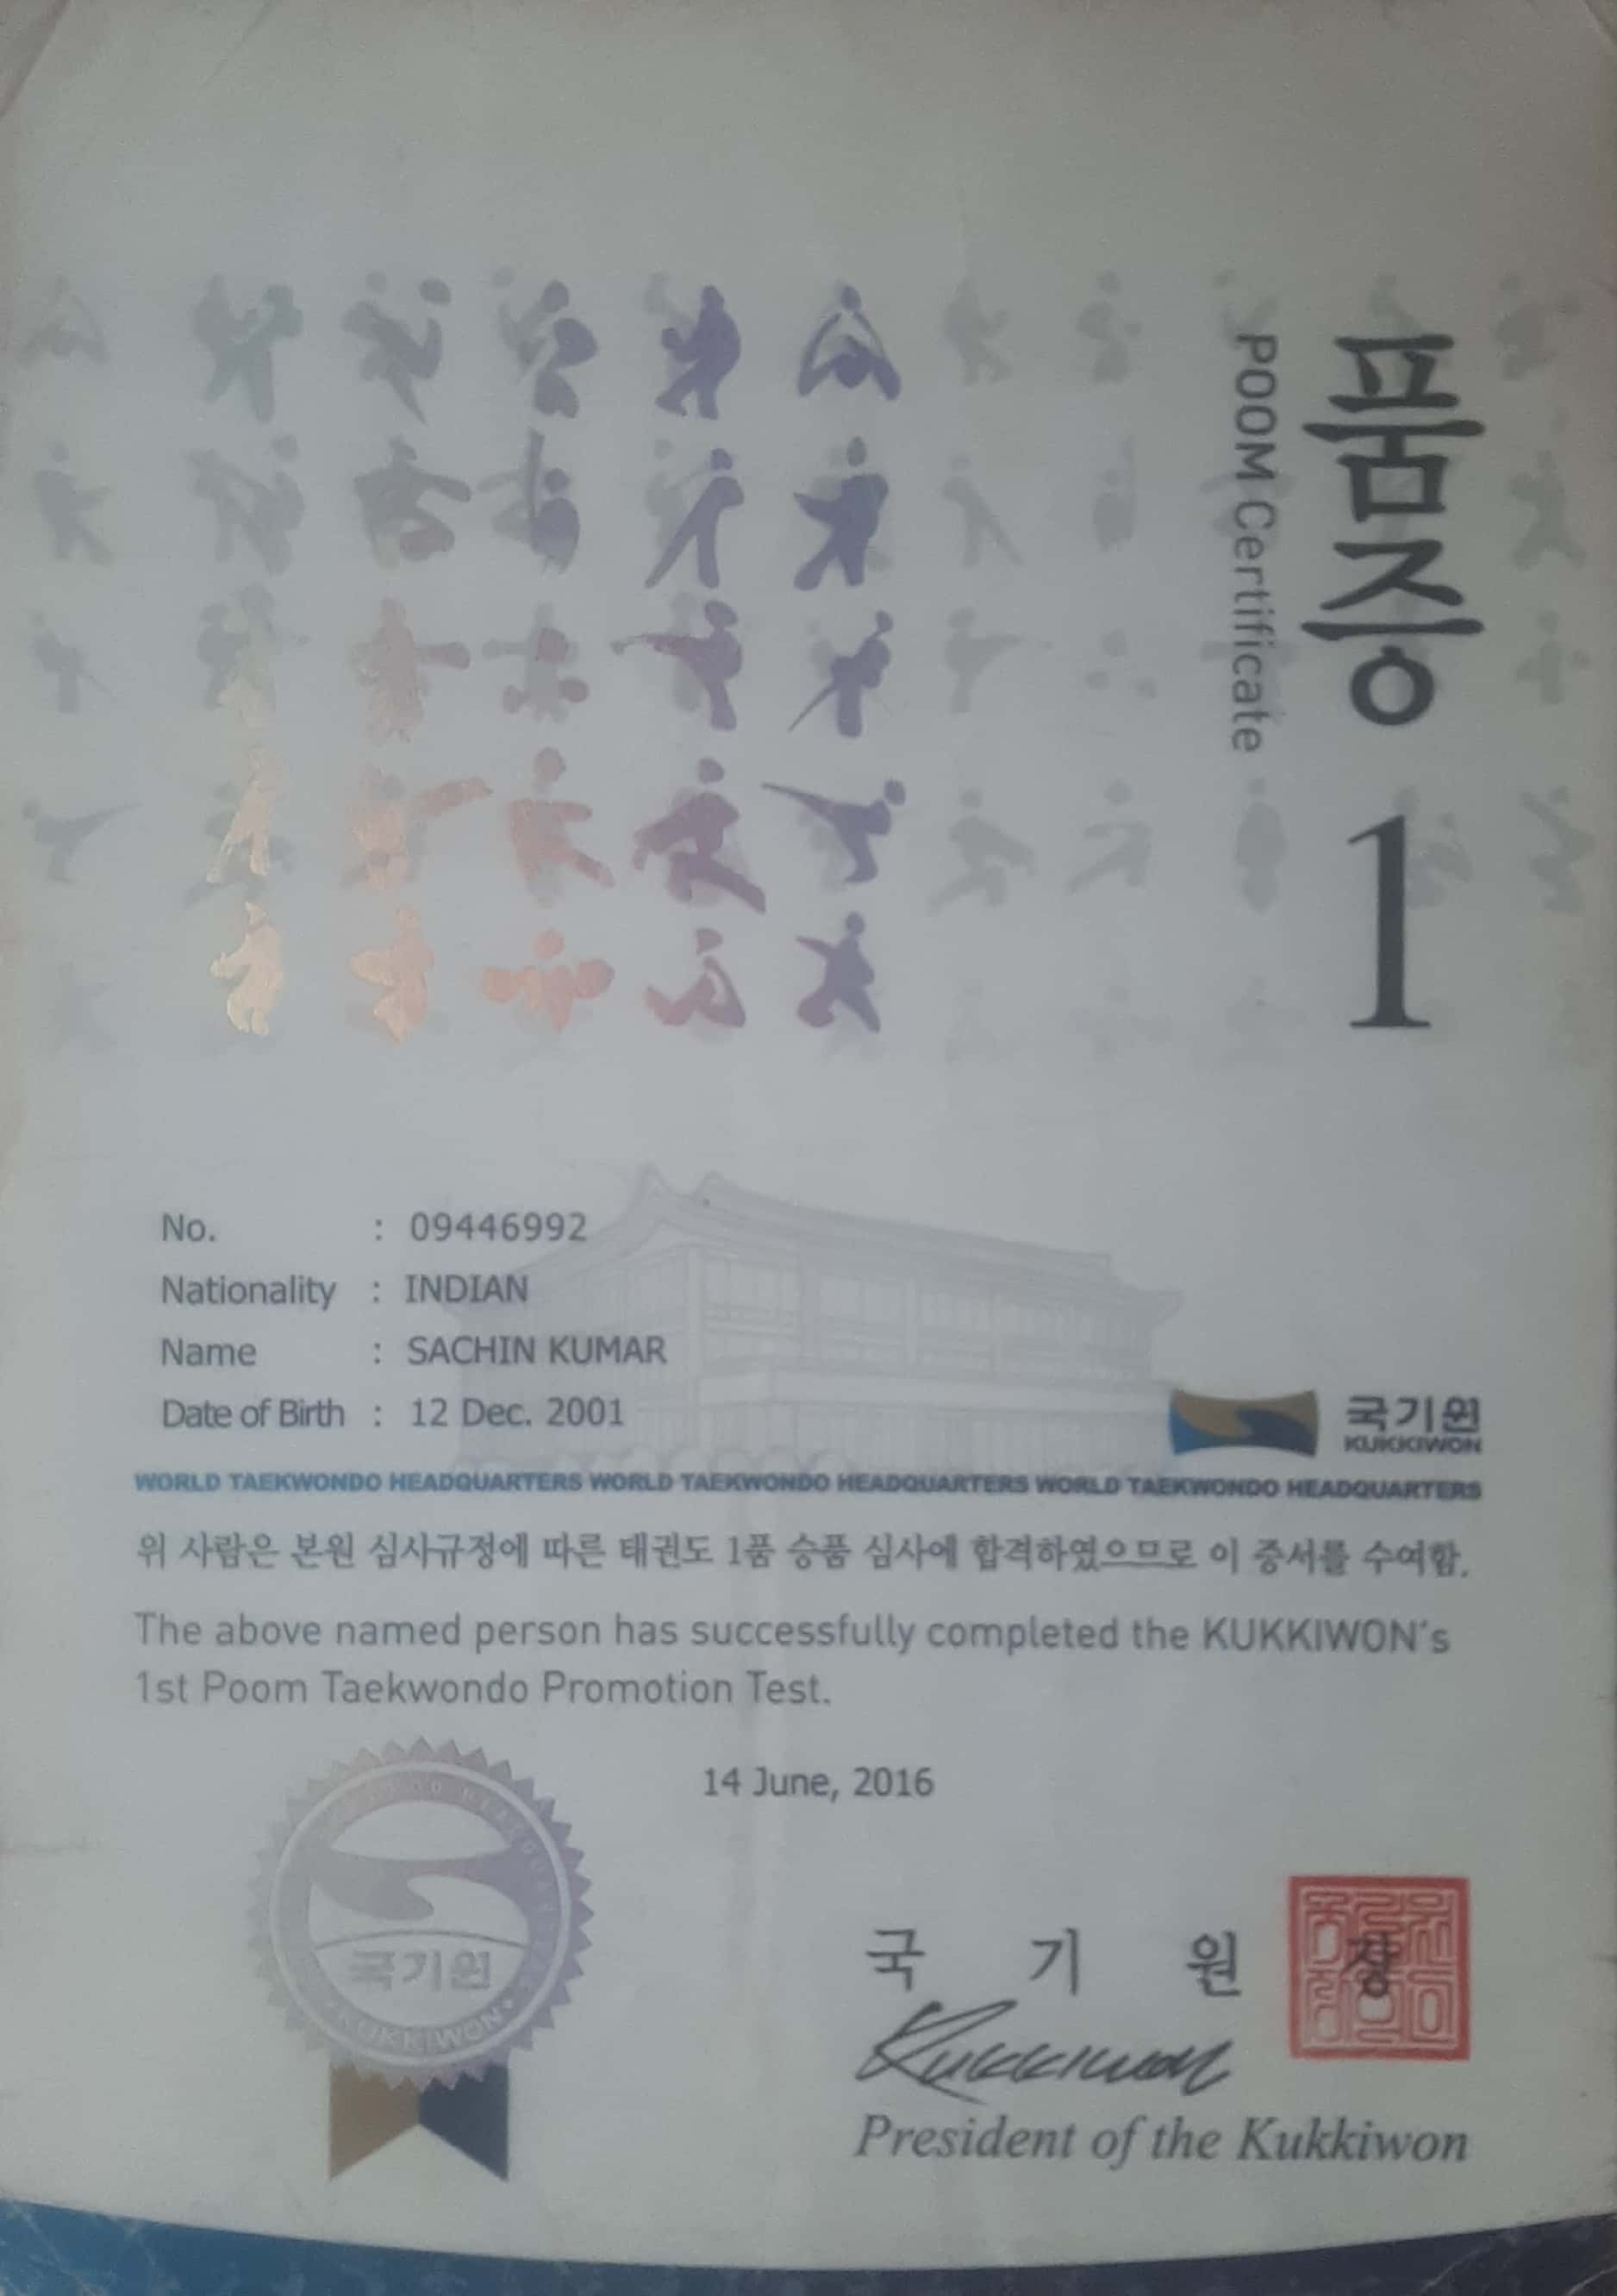 품증 1
POOM Certificate
No. : 09446992
Nationality : INDIAN
Name : SACHIN KUMAR
Date of Birth : 12 Dec. 2001
국기원
KUKKIWON
WORLD TAEKWONDO HEADQUARTERS WORLD TAEKWONDO HEADQUARTERS WORLD TAEKWONDO HEADQUARTERS
위 사람은 본원 심사규정에 따른 태권도 1품 승품 심사에 합격하였으므로 이 증서를 수여함.
The above named person has successfully completed the KUKKIWON's
1st Poom Taekwondo Promotion Test.
14 June, 2016
국기원
KUKKIWON
국 기 원 장
Kukkiwon
President of the Kukkiwon